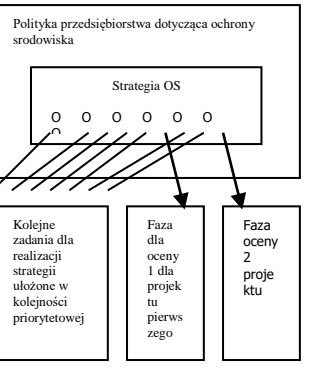 Polityka przedsiębiorstwa dotycząca ochrony
srodowiska
Strategia OS
O O O O O O
O
Kolejne
zadania dla
realizacji
strategii
ułożone w
kolejności
priorytetowej
Faza
dla
oceny
1 dla
projek
tu
pierws
zego
Faza
oceny
2
proje
ktu